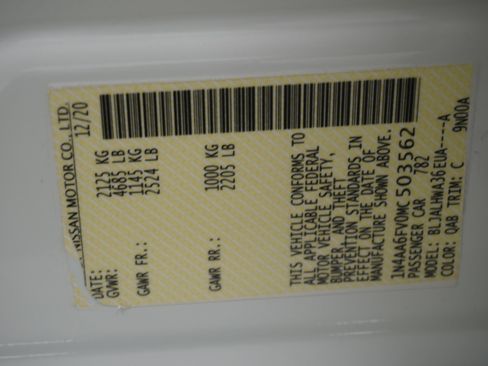 NISSAN MOTOR CO., LTD.
DATE: 12/20
GVWR: 2125 KG
4685 LB
GAWR FR.: 1145 KG
2524 LB
GAWR RR.: 1000 KG
2205 LB
THIS VEHICLE CONFORMS TO
ALL APPLICABLE FEDERAL
MOTOR VEHICLE SAFETY,
BUMPER AND THEFT
PREVENTION STANDARDS IN
EFFECT ON THE DATE OF
MANUFACTURE SHOWN ABOVE.
1N4AA6FV0MC503562
PASSENGER CAR 782
MODEL: BLJALHWA36EUA----A
COLOR: QAB TRIM: C 9N00A